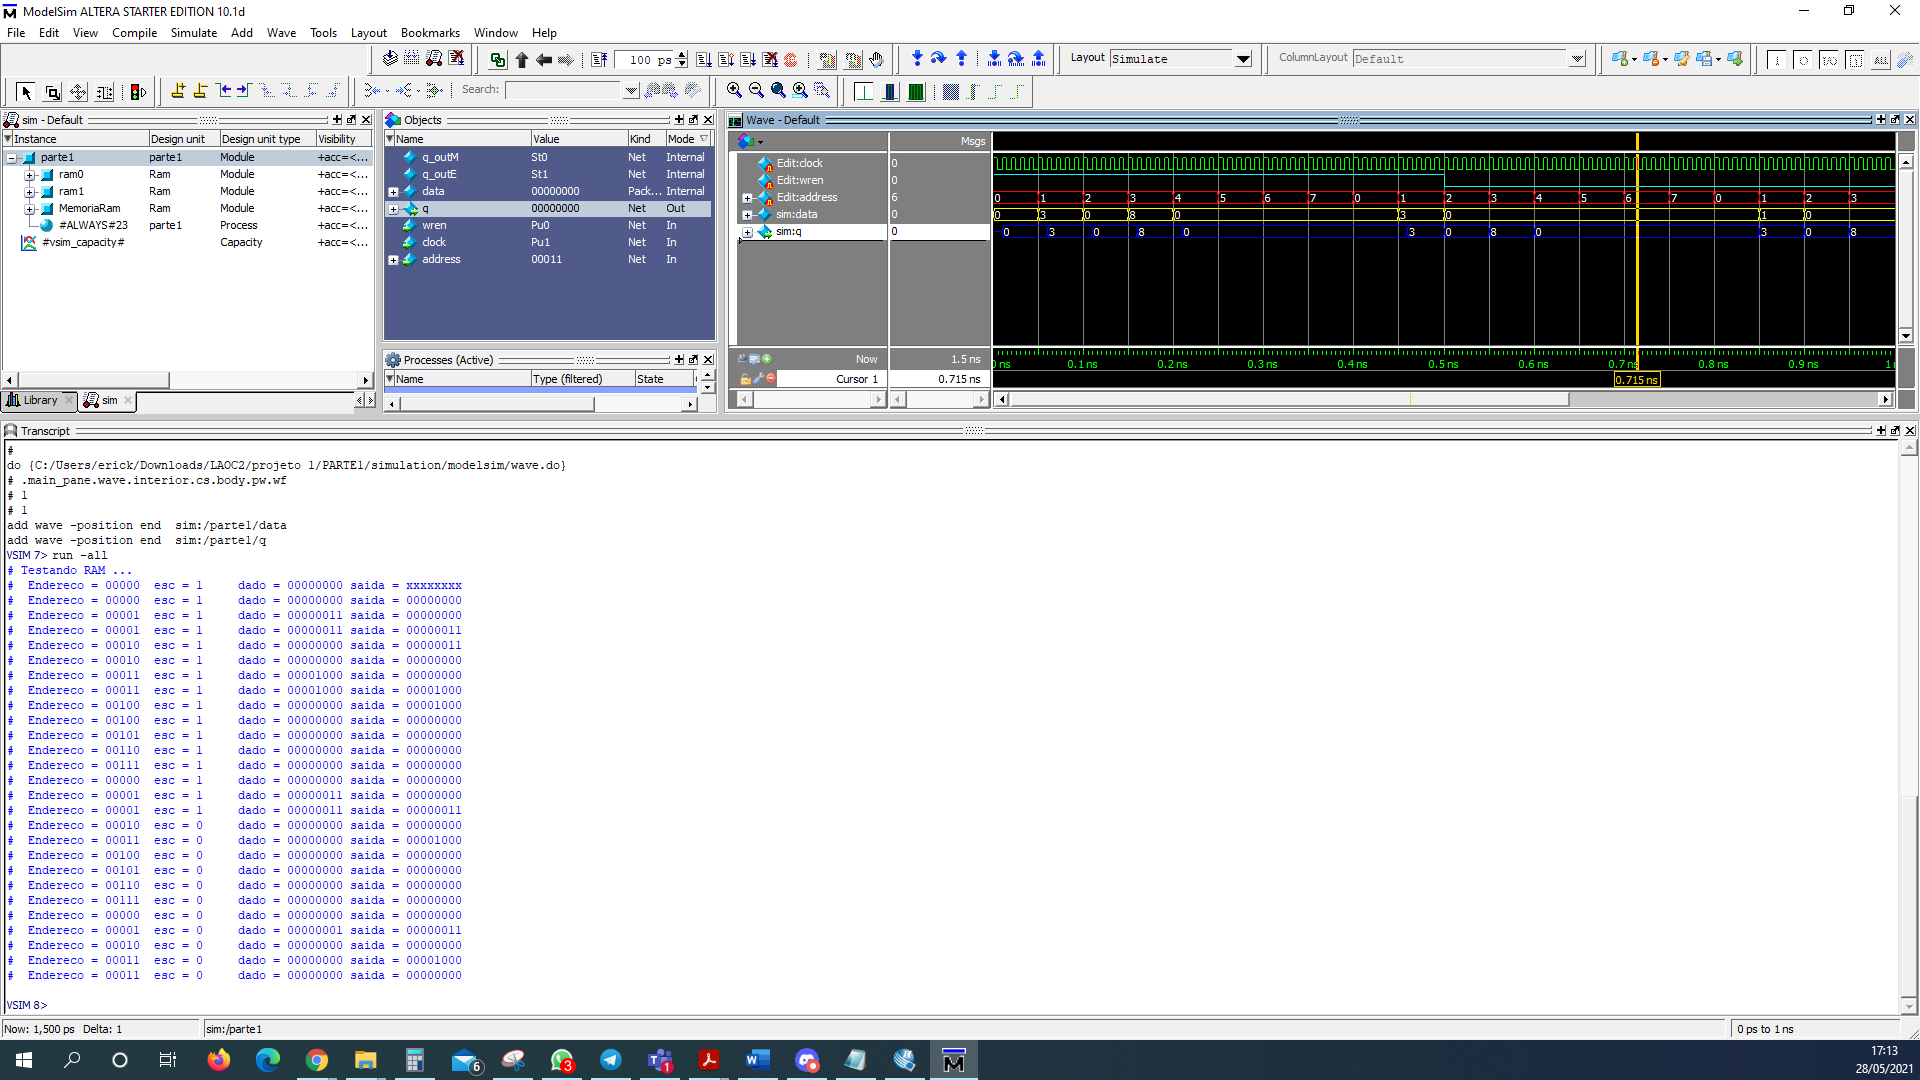 ModelSim ALTERA STARTER EDITION 10.1d
File Edit View Compile Simulate Add Wave Tools Layout Bookmarks Window Help
100 ps
Layout Simulate
ColumnLayout Default
Search:
sim - Default
Instance Design unit Design unit type Visibility
parte1 parte1 Module +acc=<...
ram0 Ram Module +acc=<...
ram1 Ram Module +acc=<...
MemoriaRam Ram Module +acc=<...
#ALWAYS#23 parte1 Process +acc=<...
#vsim_capacity# Capacity +acc=<...
Library sim
Objects
Name Value Kind Mode
q_outM St0 Net Internal
q_outE St1 Net Internal
data 00000000 Pack... Internal
q 00000000 Net Out
wren Pu0 Net In
clock Pu1 Net In
address 00011 Net In
Processes (Active)
Name Type (filtered) State
Wave - Default
Msgs
Edit:clock 0
Edit:wren 0
Edit:address 6 0 1 2 3 4 5 6 7 0 1 2 3 4 5 6 7 0 1 2 3
sim:data 0 0 3 0 8 0 3 0 1 0
sim:q 0 0 3 0 8 0 3 0 8 0 3 0 8
Now 1.5 ns
ns 0.1 ns 0.2 ns 0.3 ns 0.4 ns 0.5 ns 0.6 ns 0.7 ns 0.8 ns 0.9 ns 1
Cursor 1 0.715 ns
0.715 ns
Transcript
#
do {C:/Users/erick/Downloads/LAOC2/projeto 1/PARTE1/simulation/modelsim/wave.do}
# .main_pane.wave.interior.cs.body.pw.wf
# 1
# 1
add wave -position end  sim:/parte1/data
add wave -position end  sim:/parte1/q
VSIM 7> run -all
# Testando RAM ...
#  Endereco = 00000  esc = 1     dado = 00000000 saida = xxxxxxxx
#  Endereco = 00000  esc = 1     dado = 00000000 saida = 00000000
#  Endereco = 00001  esc = 1     dado = 00000011 saida = 00000000
#  Endereco = 00001  esc = 1     dado = 00000011 saida = 00000011
#  Endereco = 00010  esc = 1     dado = 00000000 saida = 00000011
#  Endereco = 00010  esc = 1     dado = 00000000 saida = 00000000
#  Endereco = 00011  esc = 1     dado = 00001000 saida = 00000000
#  Endereco = 00011  esc = 1     dado = 00001000 saida = 00001000
#  Endereco = 00100  esc = 1     dado = 00000000 saida = 00001000
#  Endereco = 00100  esc = 1     dado = 00000000 saida = 00000000
#  Endereco = 00101  esc = 1     dado = 00000000 saida = 00000000
#  Endereco = 00110  esc = 1     dado = 00000000 saida = 00000000
#  Endereco = 00111  esc = 1     dado = 00000000 saida = 00000000
#  Endereco = 00000  esc = 1     dado = 00000000 saida = 00000000
#  Endereco = 00001  esc = 1     dado = 00000011 saida = 00000000
#  Endereco = 00001  esc = 1     dado = 00000011 saida = 00000011
#  Endereco = 00010  esc = 0     dado = 00000000 saida = 00000000
#  Endereco = 00011  esc = 0     dado = 00000000 saida = 00001000
#  Endereco = 00100  esc = 0     dado = 00000000 saida = 00000000
#  Endereco = 00101  esc = 0     dado = 00000000 saida = 00000000
#  Endereco = 00110  esc = 0     dado = 00000000 saida = 00000000
#  Endereco = 00111  esc = 0     dado = 00000000 saida = 00000000
#  Endereco = 00000  esc = 0     dado = 00000000 saida = 00000000
#  Endereco = 00001  esc = 0     dado = 00000001 saida = 00000011
#  Endereco = 00010  esc = 0     dado = 00000000 saida = 00000000
#  Endereco = 00011  esc = 0     dado = 00000000 saida = 00001000
#  Endereco = 00011  esc = 0     dado = 00000000 saida = 00000000
VSIM 8>
Now: 1,500 ps  Delta: 1 sim:/parte1 0 ps to 1 ns
6 3 1
17:13
28/05/2021